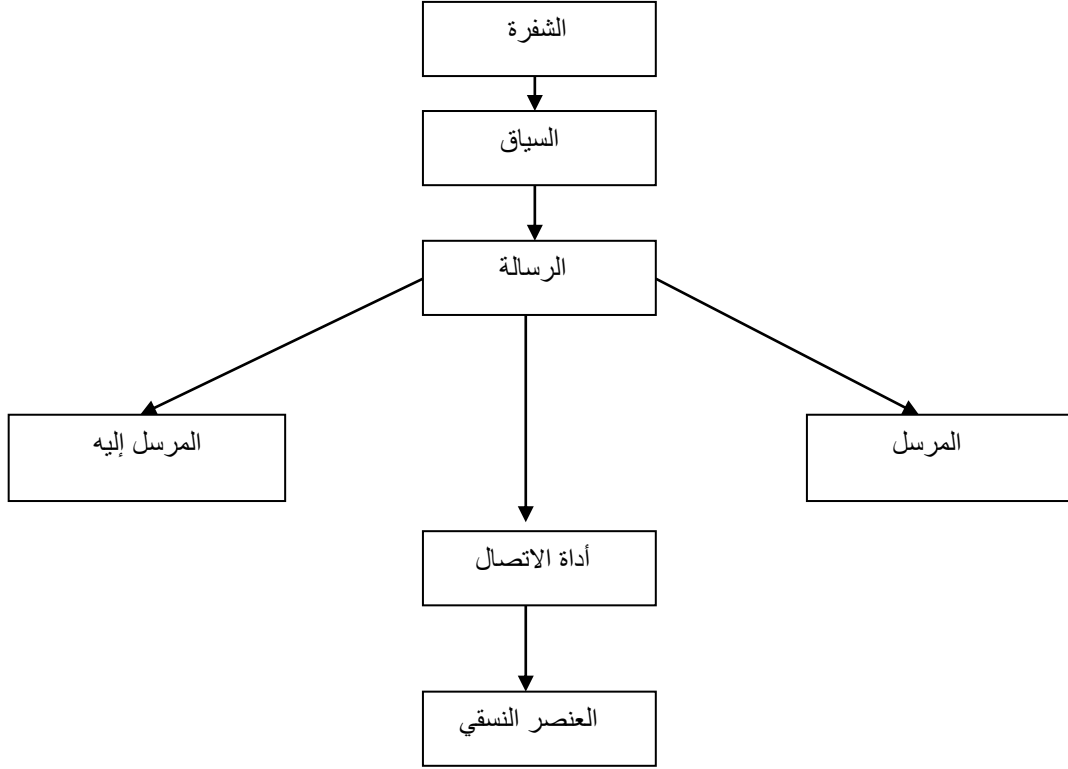 الشفرة
السياق
الرسالة
المرسل
المرسل إليه
أداة الاتصال
العنصر النسقي